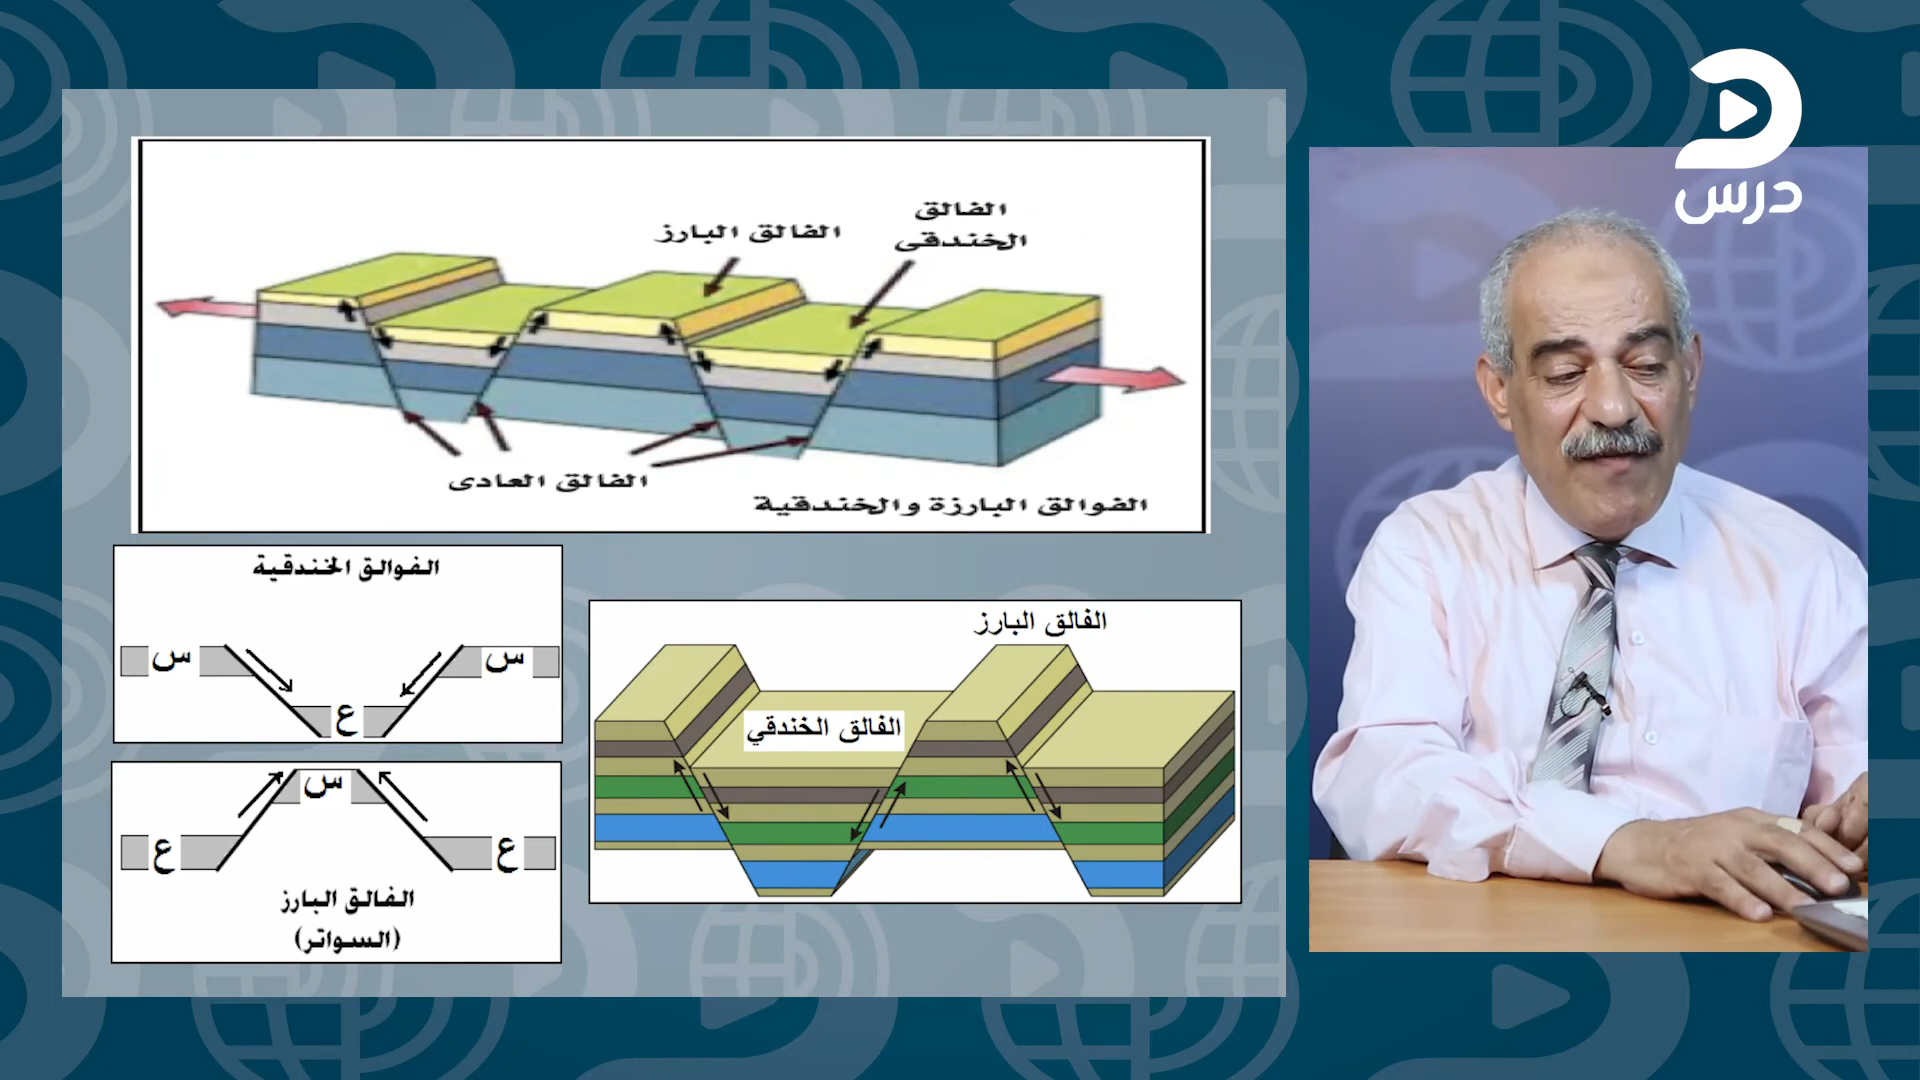 درس
الفالق
الخندقى
الفالق البارز
الفالق العادى
الفوالق البارزة والخندقية
الفوالق الخندقية
س
س
ع
س
ع
ع
الفالق البارز
(السواتر)
الفالق البارز
الفالق الخندقي